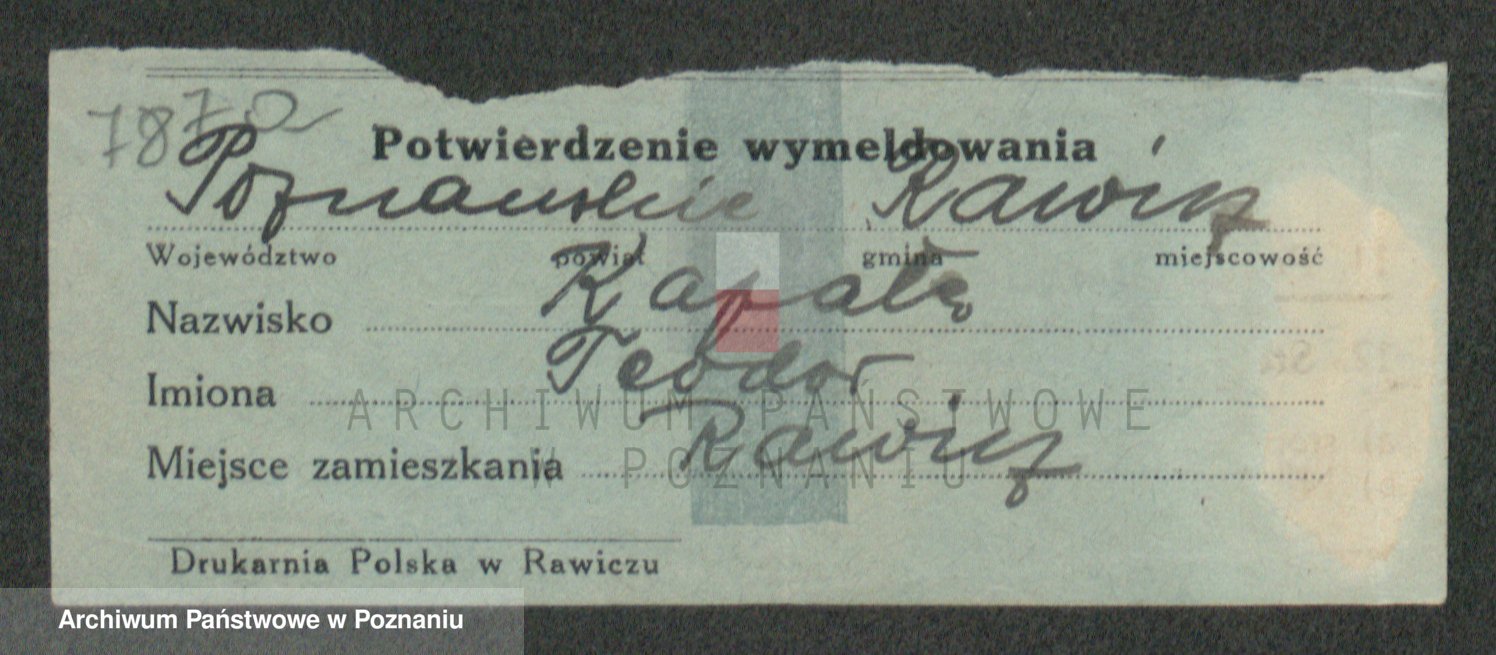 7870
Potwierdzenie wymeldowania
Poznańskie Rawicz
Województwo powiat gmina miejscowość
Nazwisko Kapała
Imiona Teodor
Miejsce zamieszkania Rawicz
ARCHIWUM PAŃSTWOWE
W POZNANIU
Drukarnia Polska w Rawiczu
Archiwum Państwowe w Poznaniu